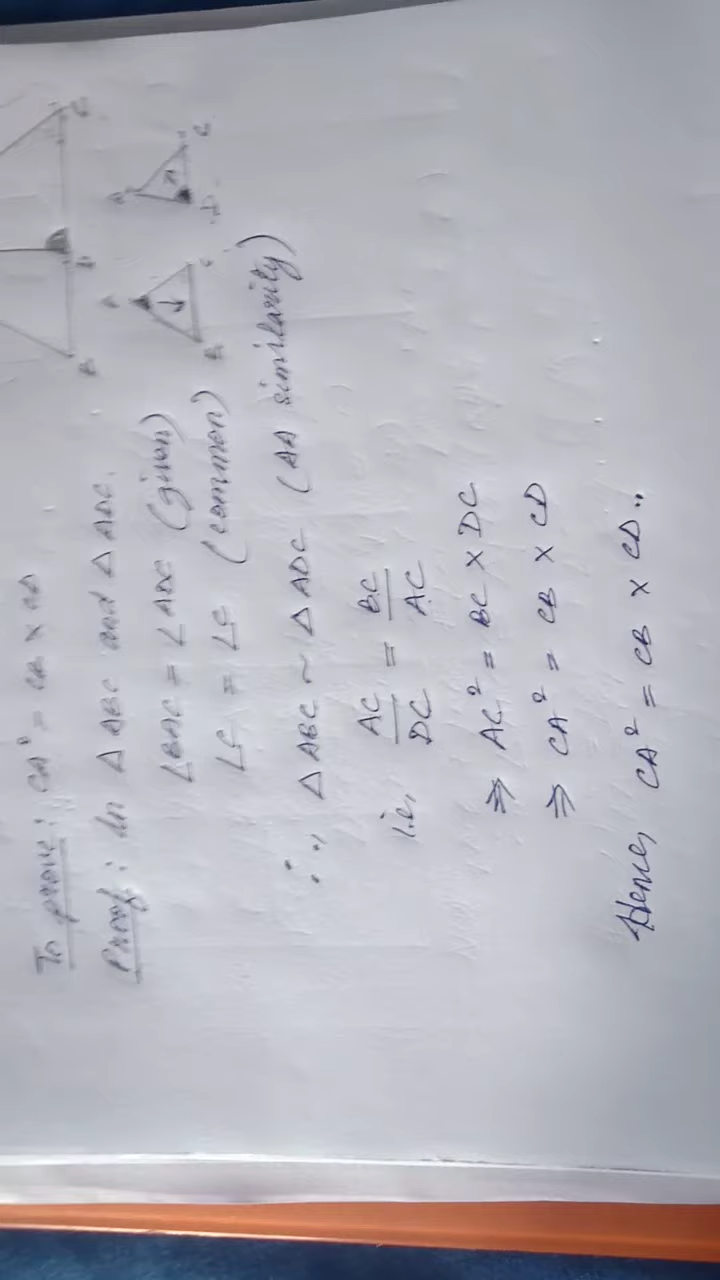 To prove: CA² = CB × CD
Proof: In △ ABC and △ ADC,
∠BAC = ∠ADC (given)
∠C = ∠C (common)
∴, △ ABC ~ △ ADC (AA similarity)
i.e, AC/DC = BC/AC
⇒ AC² = BC × DC
⇒ CA² = CB × CD
Hence, CA² = CB × CD..
B D C
A B C
A D C